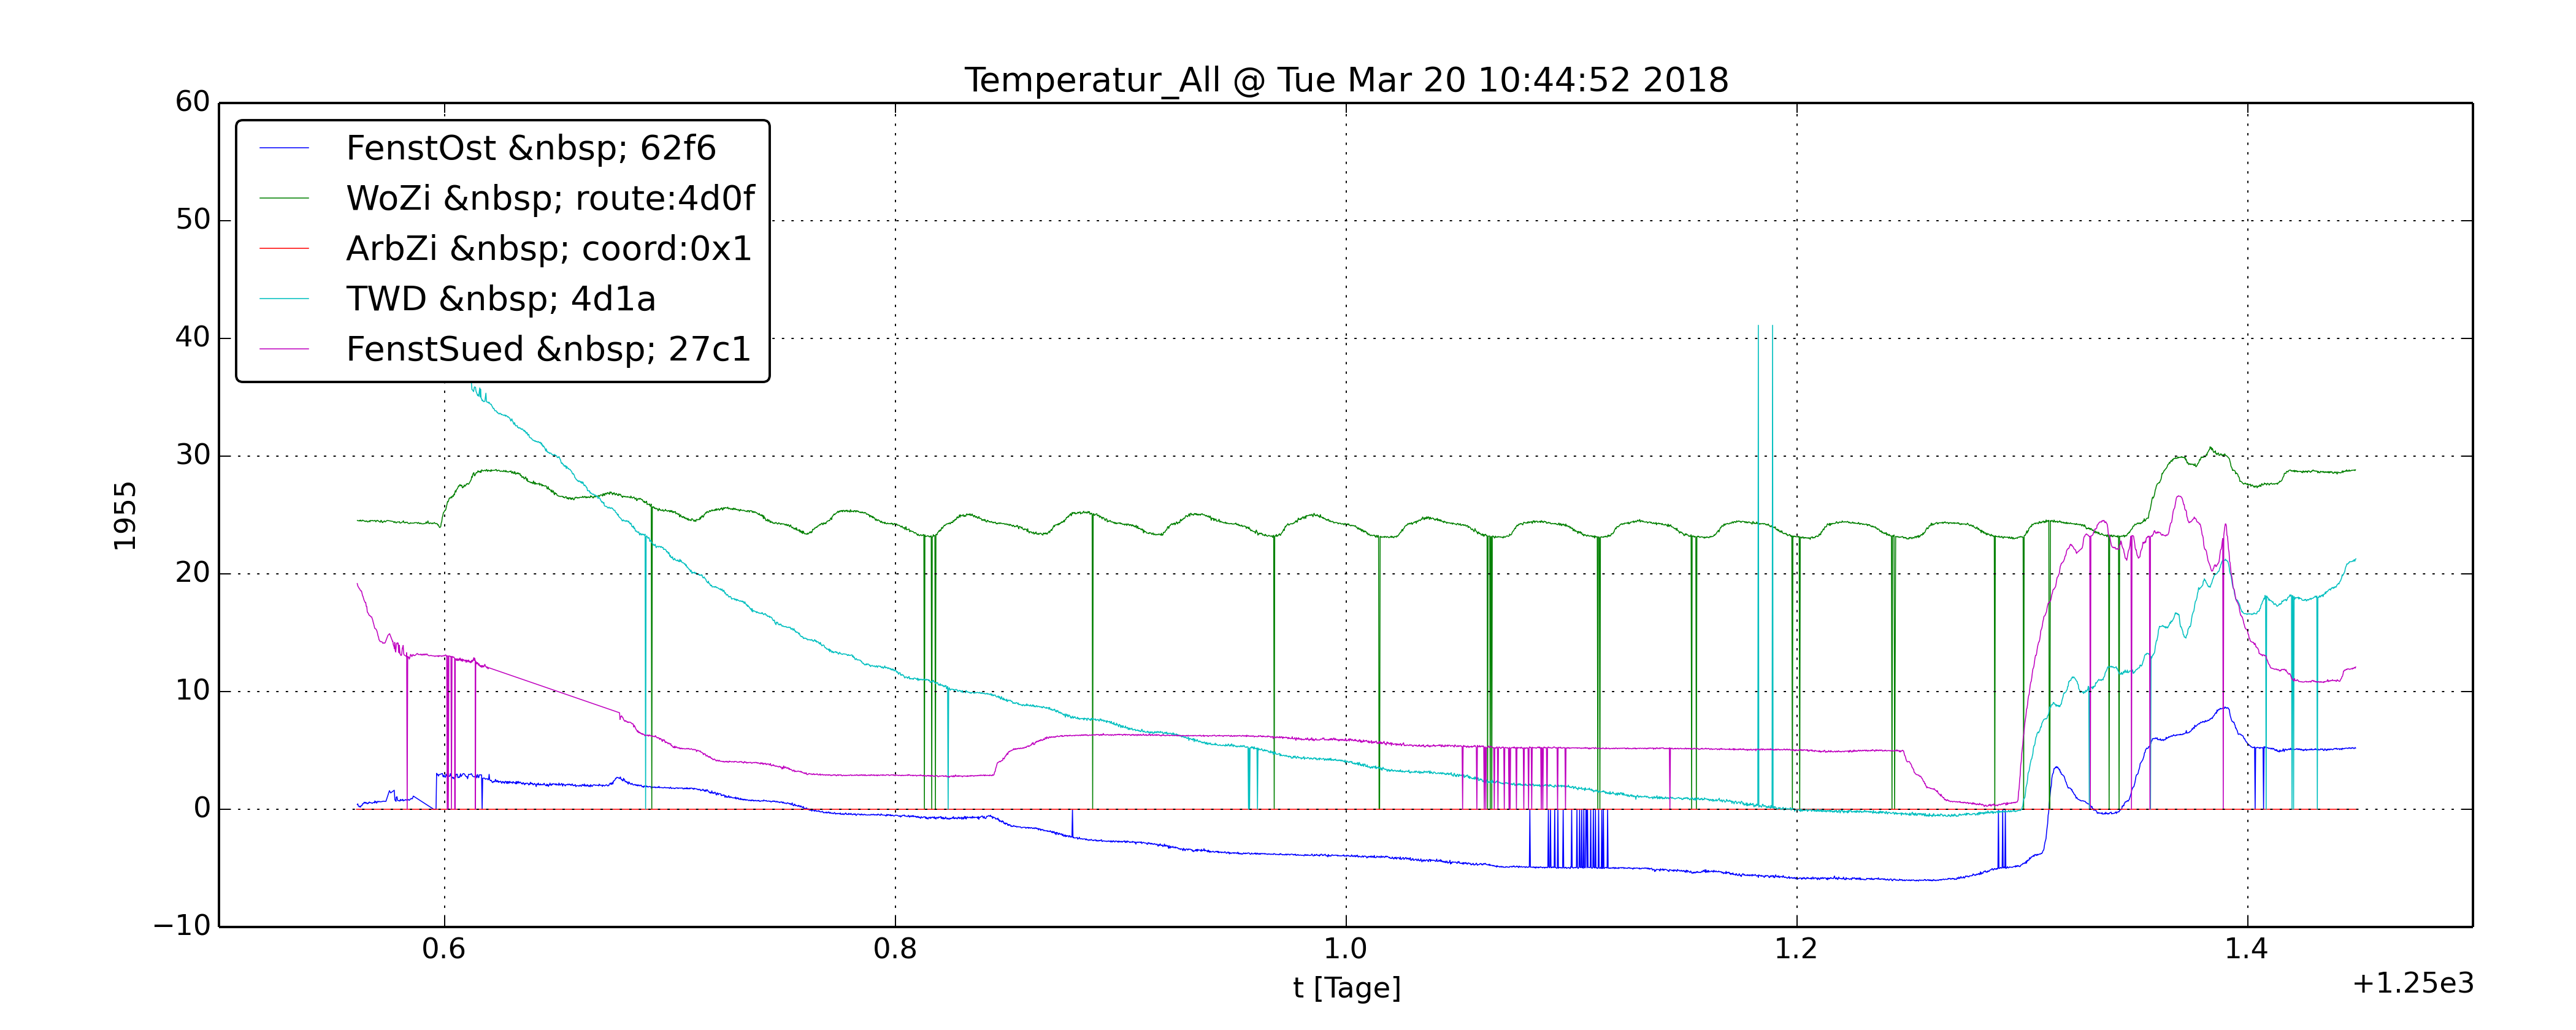 Temperatur_All @ Tue Mar 20 10:44:52 2018
60
50
40
30
20
10
0
−10
1955
FenstOst &nbsp; 62f6
WoZi &nbsp; route:4d0f
ArbZi &nbsp; coord:0x1
TWD &nbsp; 4d1a
FenstSued &nbsp; 27c1
0.6 0.8 1.0 1.2 1.4
t [Tage]
+1.25e3